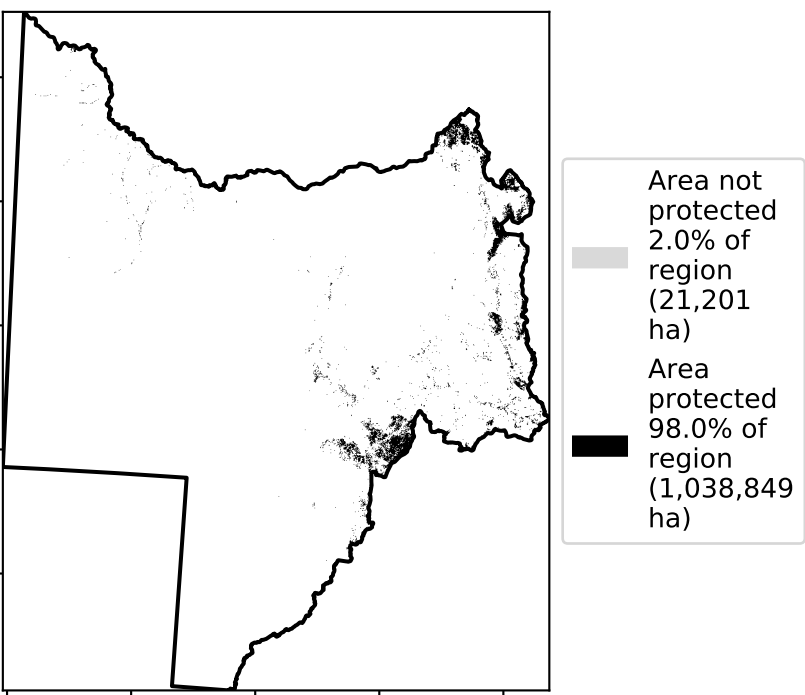 Area not
protected
2.0% of
region
(21,201
ha)
Area
protected
98.0% of
region
(1,038,849
ha)